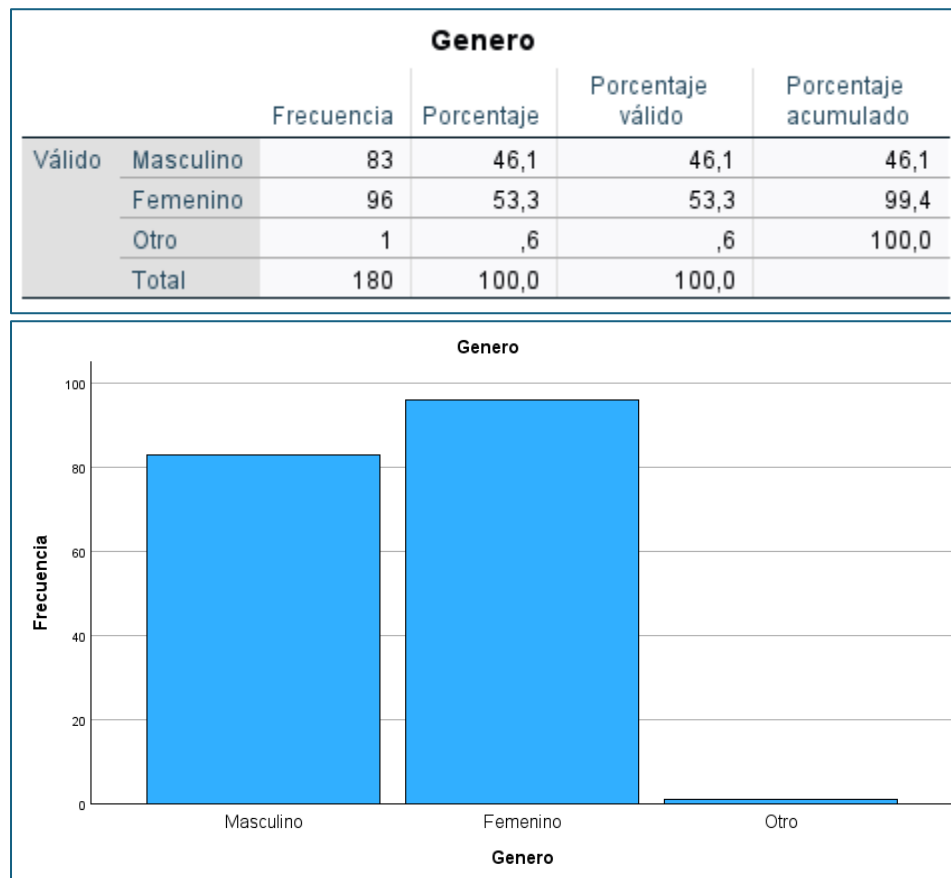 Genero
Frecuencia Porcentaje Porcentaje válido Porcentaje acumulado
Válido Masculino 83 46,1 46,1 46,1
Femenino 96 53,3 53,3 99,4
Otro 1 ,6 ,6 100,0
Total 180 100,0 100,0
Genero
100
80
60
40
20
0
Frecuencia
Masculino Femenino Otro
Genero